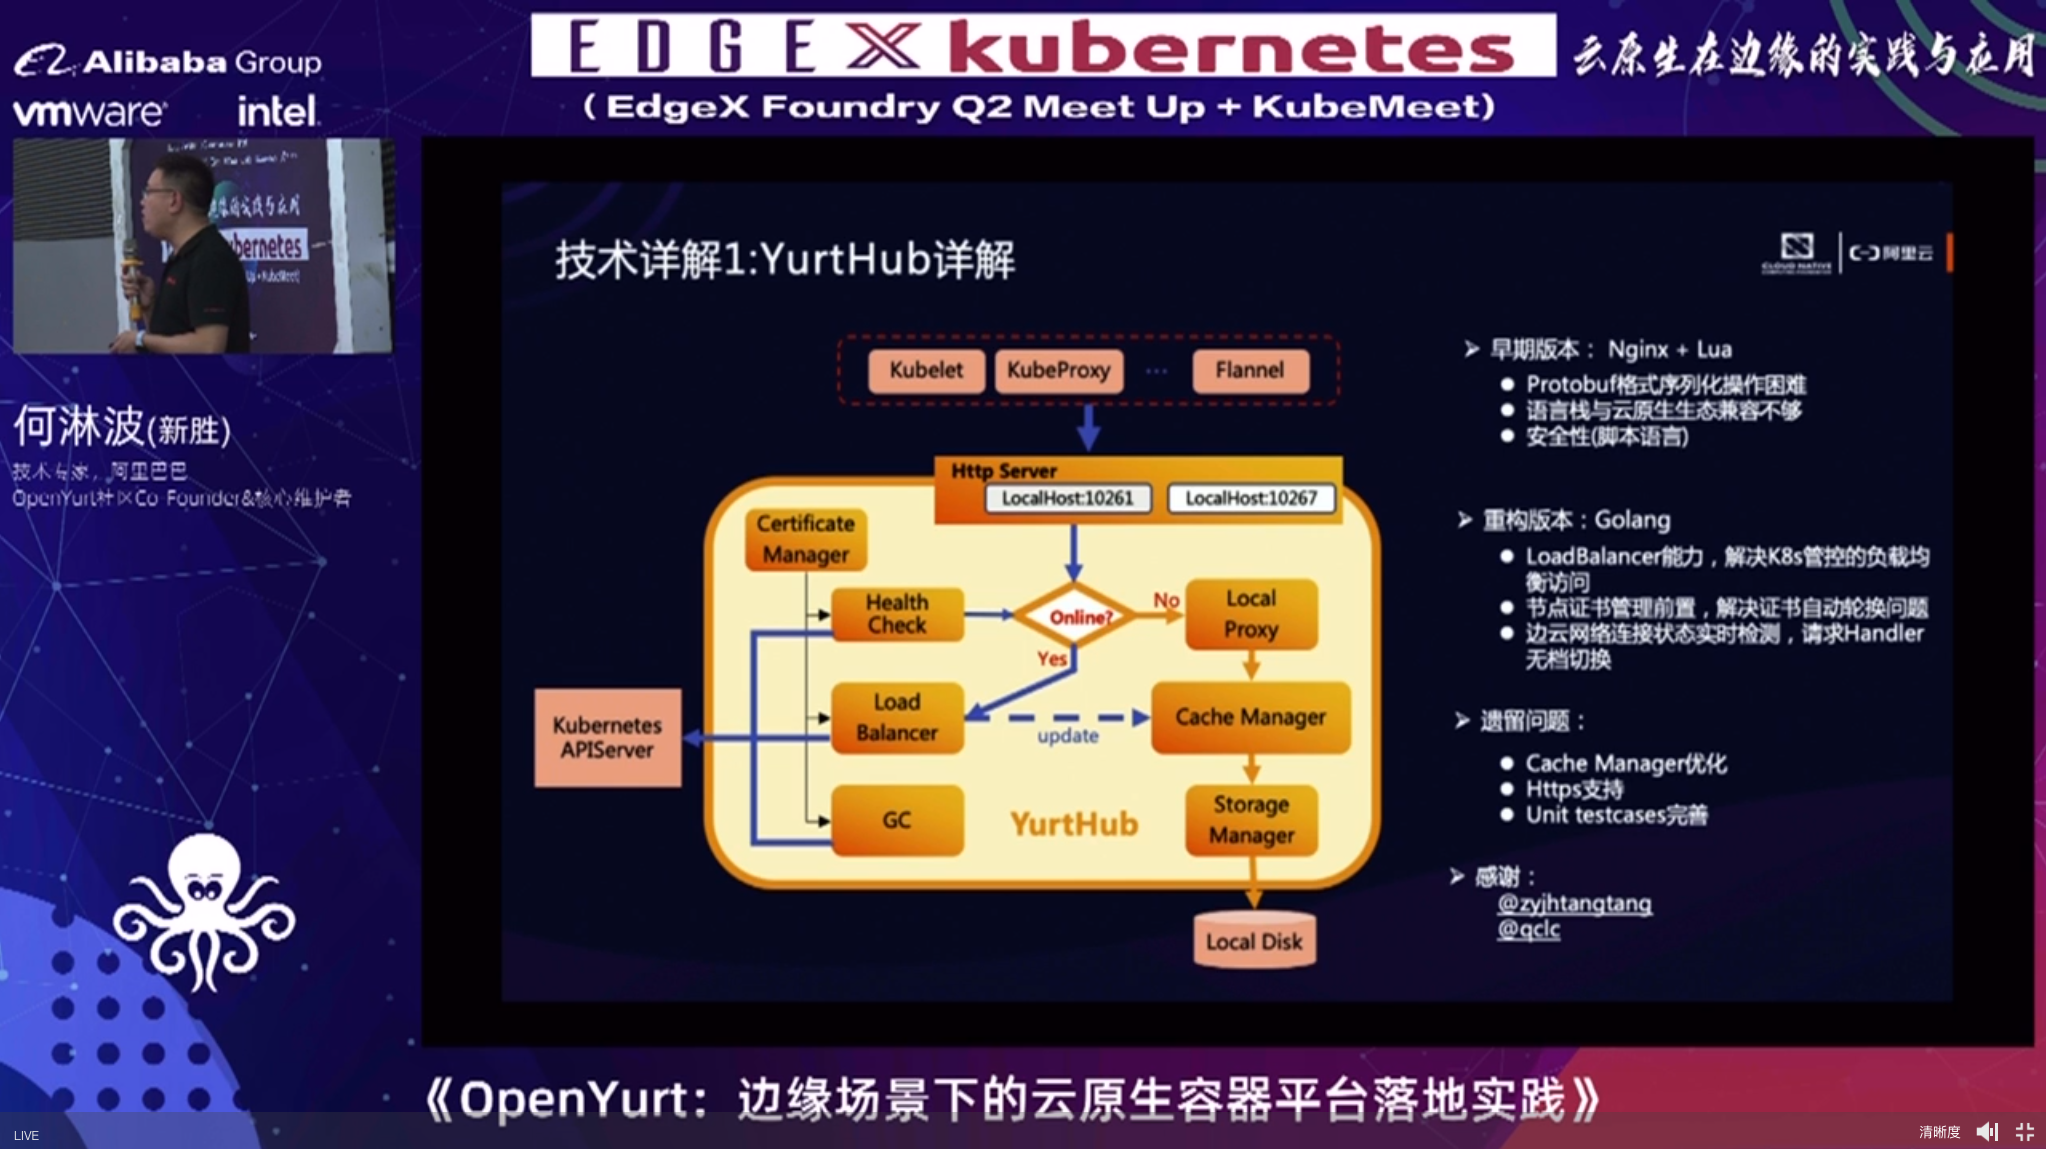 Alibaba Group
vmware
intel
EDGE X kubernetes
云原生在边缘的实践与应用
( EdgeX Foundry Q2 Meet Up + KubeMeet)
缘的实践与应用
bernetes
何淋波(新胜)
技术专家，阿里巴巴
OpenYurt社区Co-Founder&核心维护者
技术详解1:YurtHub详解
CLOUD NATIVE
阿里云
Kubelet
KubeProxy
...
Flannel
Http Server
LocalHost:10261
LocalHost:10267
Certificate
Manager
Health
Check
Online?
No
Yes
Local
Proxy
Kubernetes
APIServer
Load
Balancer
update
Cache Manager
GC
YurtHub
Storage
Manager
Local Disk
➢ 早期版本： Nginx + Lua
● Protobuf格式序列化操作困难
● 语言栈与云原生生态兼容不够
● 安全性(脚本语言)
➢ 重构版本：Golang
● LoadBalancer能力，解决K8s管控的负载均
衡访问
● 节点证书管理前置，解决证书自动轮换问题
● 边云网络连接状态实时检测，请求Handler
无档切换
➢ 遗留问题：
● Cache Manager优化
● Https支持
● Unit testcases完善
➢ 感谢：
@zyjhtangtang
@qclc
《OpenYurt：边缘场景下的云原生容器平台落地实践》
LIVE
清晰度